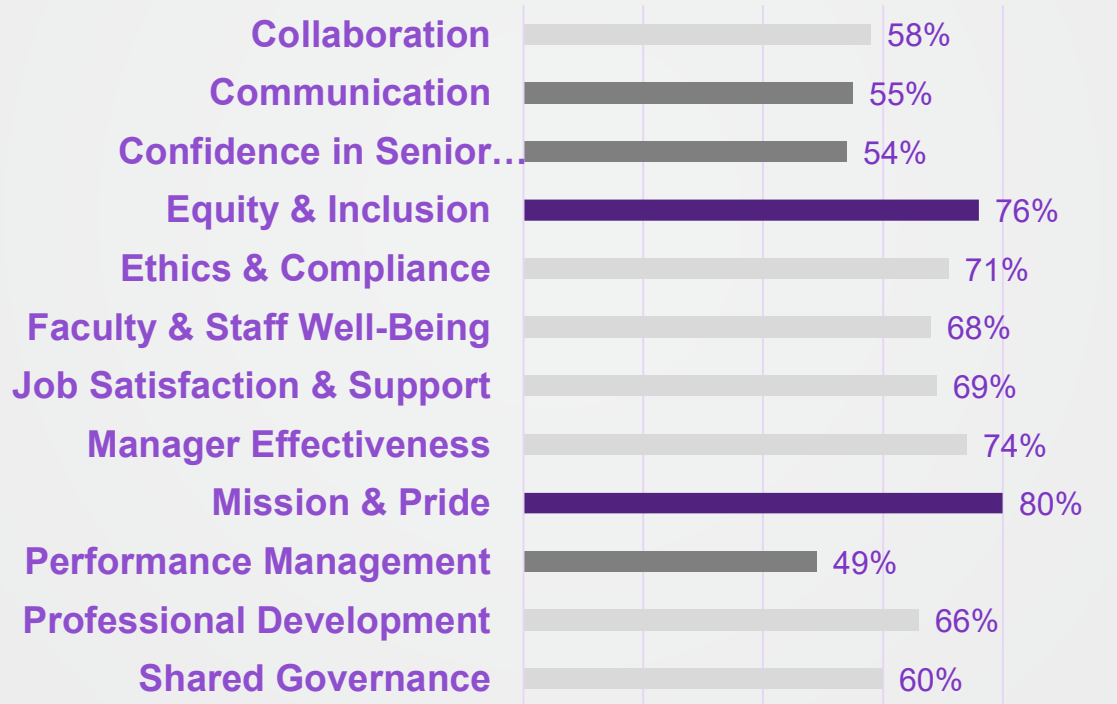 Collaboration 58%
Communication 55%
Confidence in Senior… 54%
Equity & Inclusion 76%
Ethics & Compliance 71%
Faculty & Staff Well-Being 68%
Job Satisfaction & Support 69%
Manager Effectiveness 74%
Mission & Pride 80%
Performance Management 49%
Professional Development 66%
Shared Governance 60%